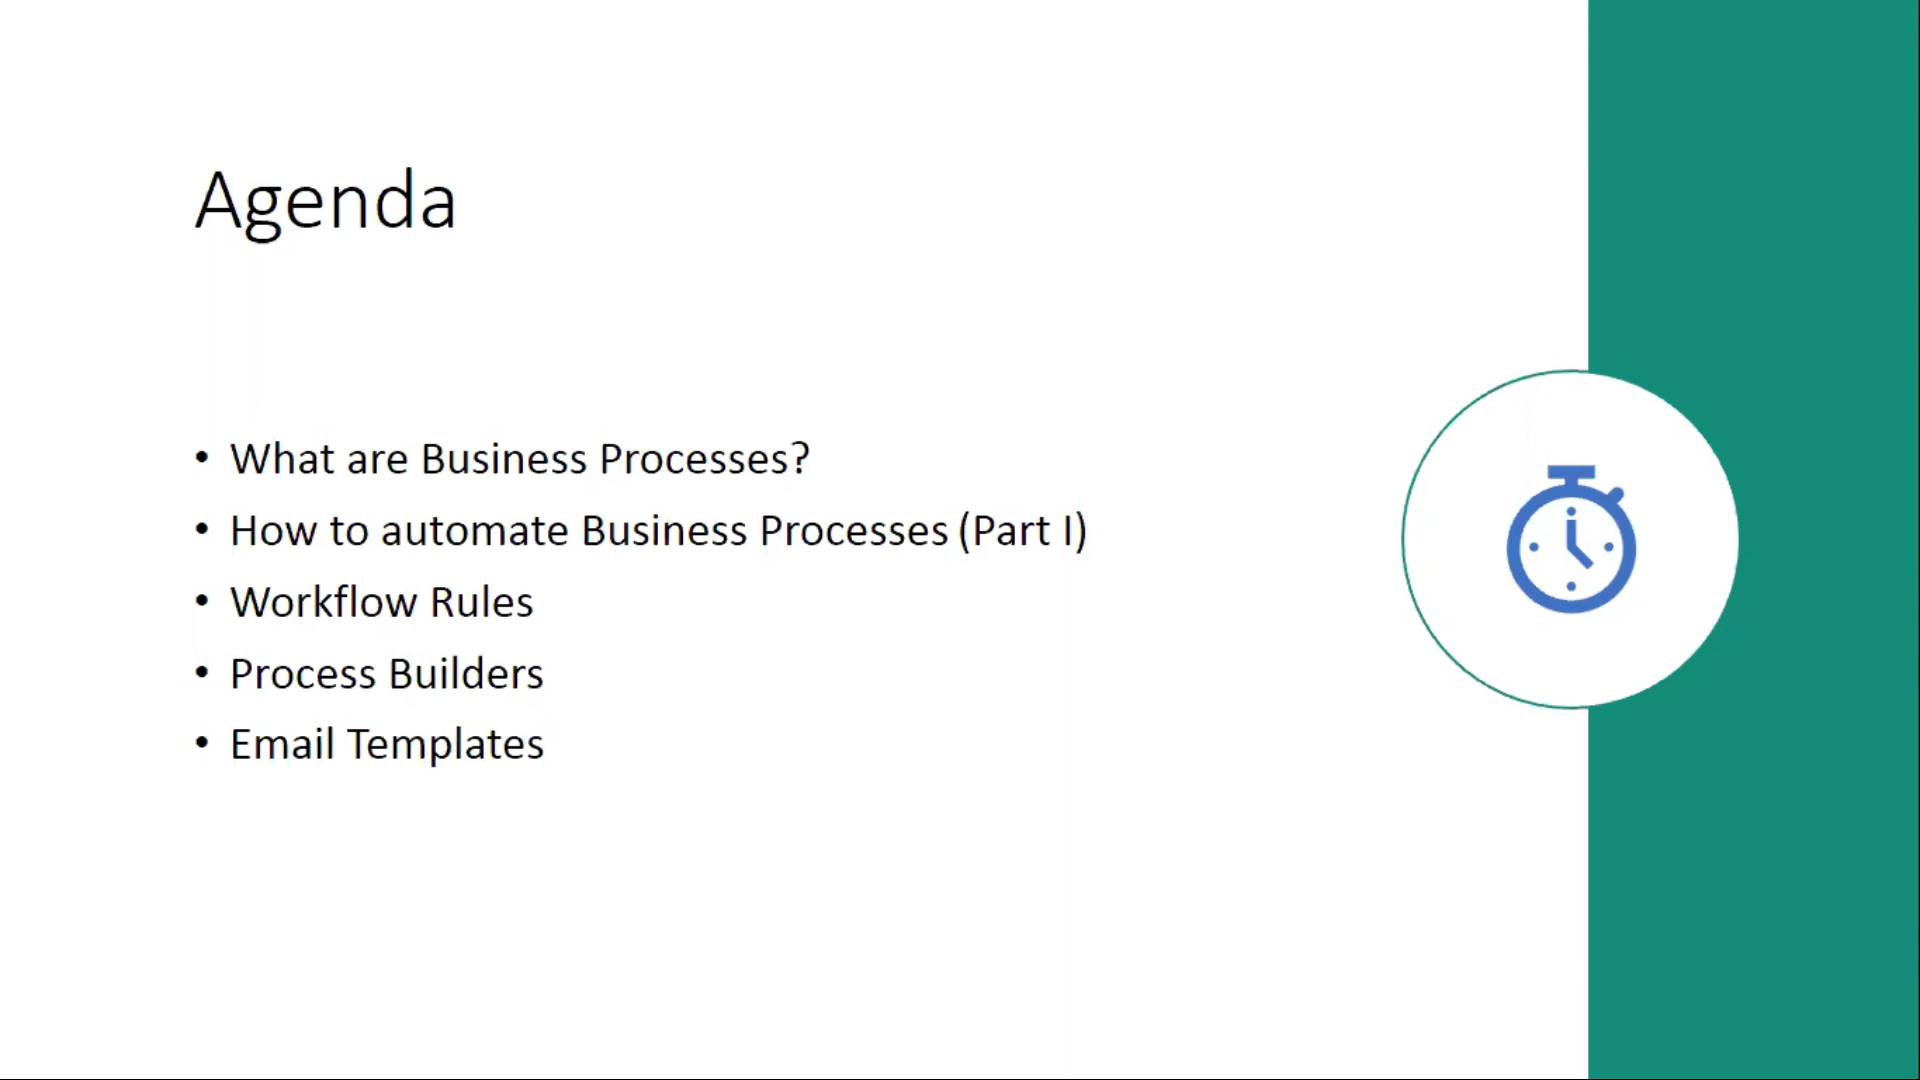 Agenda
• What are Business Processes?
• How to automate Business Processes (Part I)
• Workflow Rules
• Process Builders
• Email Templates